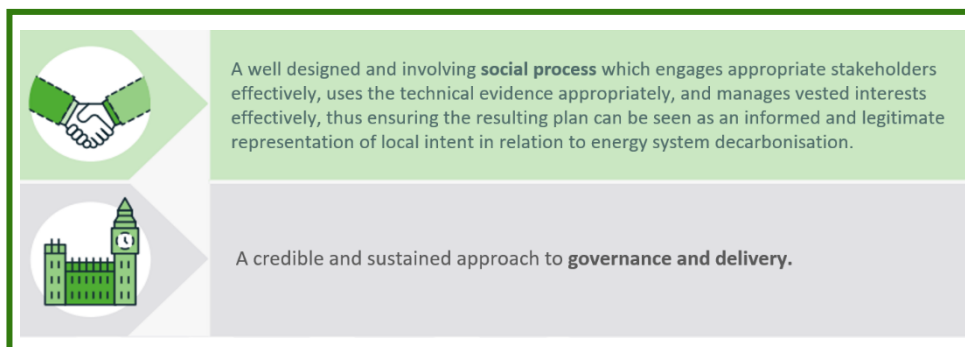 A well designed and involving social process which engages appropriate stakeholders
effectively, uses the technical evidence appropriately, and manages vested interests
effectively, thus ensuring the resulting plan can be seen as an informed and legitimate
representation of local intent in relation to energy system decarbonisation.
A credible and sustained approach to governance and delivery.